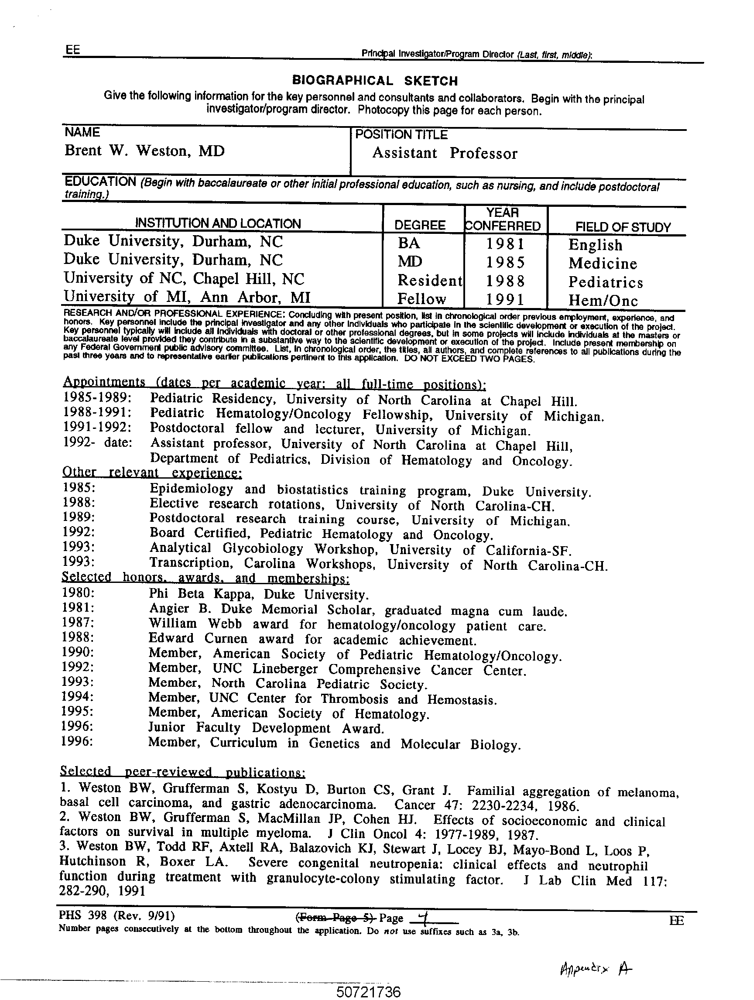 EE
Principal Investigator/Program Director (Last, first, middle):
BIOGRAPHICAL SKETCH
Give the following information for the key personnel and consultants and collaborators. Begin with the principal
investigator/program director. Photocopy this page for each person.
NAME POSITION TITLE
Brent W. Weston, MD Assistant Professor
EDUCATION (Begin with baccalaureate or other initial professional education, such as nursing, and include postdoctoral
training.)
INSTITUTION AND LOCATION DEGREE YEAR CONFERRED FIELD OF STUDY
Duke University, Durham, NC BA 1981 English
Duke University, Durham, NC MD 1985 Medicine
University of NC, Chapel Hill, NC Resident 1988 Pediatrics
University of MI, Ann Arbor, MI Fellow 1991 Hem/Onc
RESEARCH AND/OR PROFESSIONAL EXPERIENCE: Concluding with present position, list in chronological order previous employment, experience, and
honors. Key personnel include the principal investigator and any other individuals who participate in the scientific development or execution of the project.
Key personnel typically will include all individuals with doctoral or other professional degrees, but in some projects will include individuals at the masters or
baccalaureate level provided they contribute in a substantive way to the scientific development or execution of the project. Include present membership on
any Federal Government public advisory committee. List, in chronological order, the titles, all authors, and complete references to all publications during the
past three years and to representative earlier publications pertinent to this application. DO NOT EXCEED TWO PAGES.
Appointments (dates per academic year; all full-time positions):
1985-1989: Pediatric Residency, University of North Carolina at Chapel Hill.
1988-1991: Pediatric Hematology/Oncology Fellowship, University of Michigan.
1991-1992: Postdoctoral fellow and lecturer, University of Michigan.
1992- date: Assistant professor, University of North Carolina at Chapel Hill,
Department of Pediatrics, Division of Hematology and Oncology.
Other relevant experience:
1985: Epidemiology and biostatistics training program, Duke University.
1988: Elective research rotations, University of North Carolina-CH.
1989: Postdoctoral research training course, University of Michigan.
1992: Board Certified, Pediatric Hematology and Oncology.
1993: Analytical Glycobiology Workshop, University of California-SF.
1993: Transcription, Carolina Workshops, University of North Carolina-CH.
Selected honors, awards, and memberships:
1980: Phi Beta Kappa, Duke University.
1981: Angier B. Duke Memorial Scholar, graduated magna cum laude.
1987: William Webb award for hematology/oncology patient care.
1988: Edward Curnen award for academic achievement.
1990: Member, American Society of Pediatric Hematology/Oncology.
1992: Member, UNC Lineberger Comprehensive Cancer Center.
1993: Member, North Carolina Pediatric Society.
1994: Member, UNC Center for Thrombosis and Hemostasis.
1995: Member, American Society of Hematology.
1996: Junior Faculty Development Award.
1996: Member, Curriculum in Genetics and Molecular Biology.
Selected peer-reviewed publications:
1. Weston BW, Grufferman S, Kostyu D, Burton CS, Grant J. Familial aggregation of melanoma,
basal cell carcinoma, and gastric adenocarcinoma. Cancer 47: 2230-2234, 1986.
2. Weston BW, Grufferman S, MacMillan JP, Cohen HJ. Effects of socioeconomic and clinical
factors on survival in multiple myeloma. J Clin Oncol 4: 1977-1989, 1987.
3. Weston BW, Todd RF, Axtell RA, Balazovich KJ, Stewart J, Locey BJ, Mayo-Bond L, Loos P,
Hutchinson R, Boxer LA. Severe congenital neutropenia: clinical effects and neutrophil
function during treatment with granulocyte-colony stimulating factor. J Lab Clin Med 117:
282-290, 1991
PHS 398 (Rev. 9/91) (Form Page 5) Page 4 EE
Number pages consecutively at the bottom throughout the application. Do not use suffixes such as 3a, 3b.
Appendix A
50721736